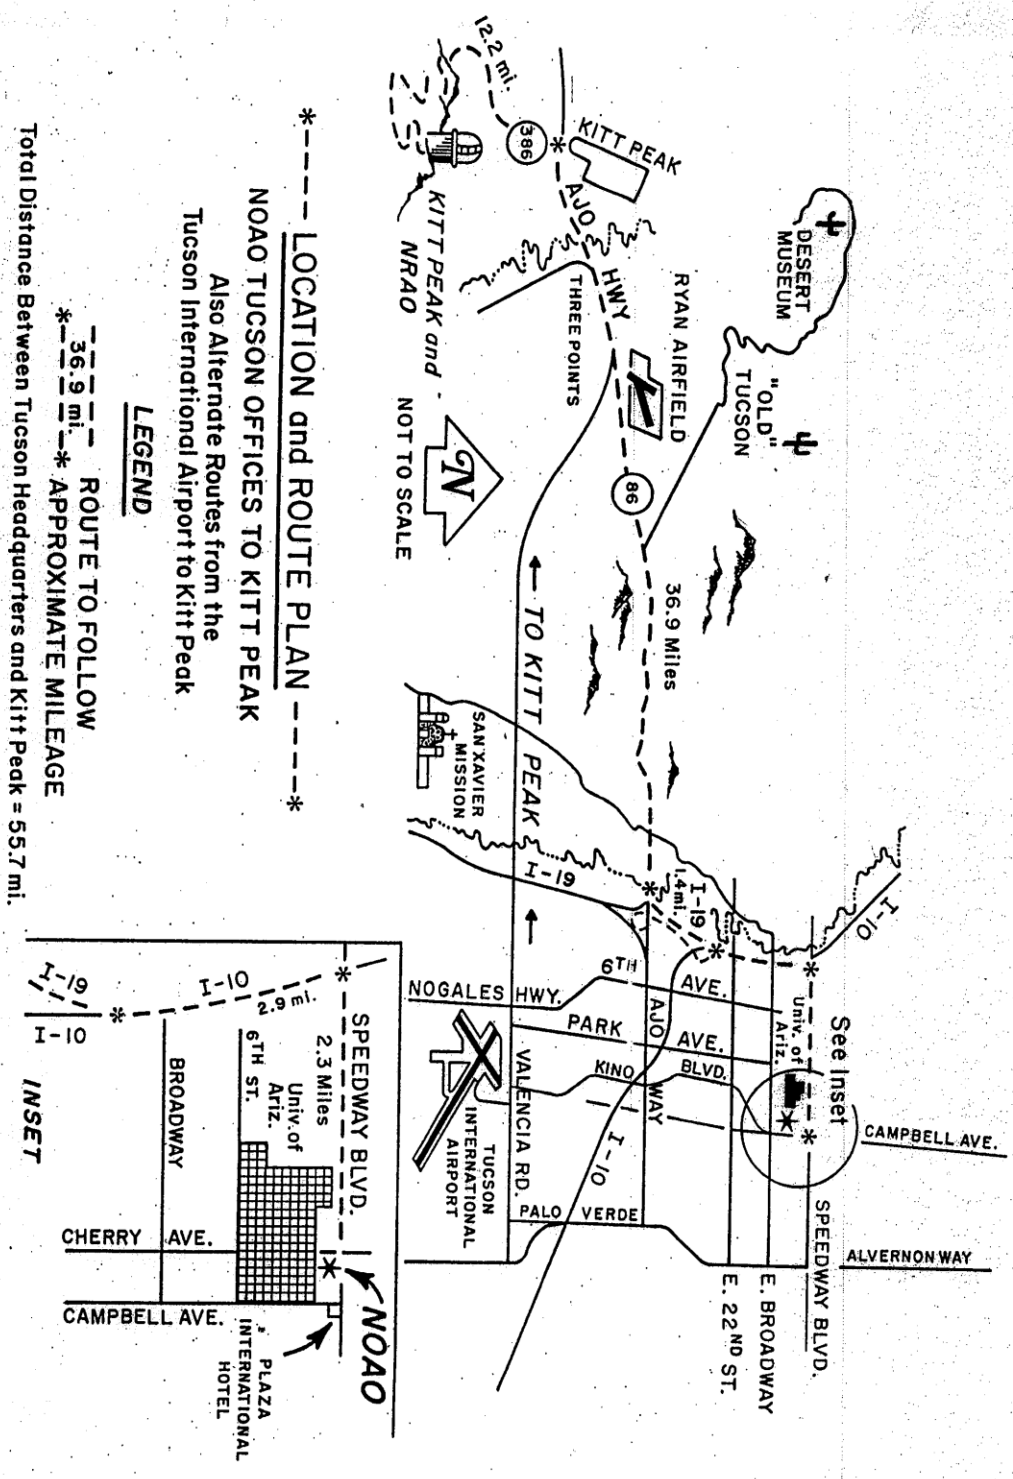 12.2 mi.
386
KITT PEAK
AJO
HWY
KITT PEAK and
NRAO
THREE POINTS
RYAN AIRFIELD
DESERT
MUSEUM
"OLD"
TUCSON
86
36.9 Miles
N
NOT TO SCALE
TO KITT PEAK
SAN XAVIER
MISSION
I-19
1.4 mi.
I-19
I-10
See Inset
Univ. of
Ariz.
6TH AVE.
NOGALES HWY.
PARK AVE.
KINO BLVD.
AJO WAY
CAMPBELL AVE.
I-10
VALENCIA RD.
TUCSON
INTERNATIONAL
AIRPORT
PALO VERDE
ALVERNON WAY
SPEEDWAY BLVD.
E. BROADWAY
E. 22ND ST.
*---- LOCATION and ROUTE PLAN ----*
NOAO TUCSON OFFICES TO KITT PEAK
Also Alternate Routes from the
Tucson International Airport to Kitt Peak
LEGEND
----- ROUTE TO FOLLOW
36.9 mi.
*-----* APPROXIMATE MILEAGE
Total Distance Between Tucson Headquarters and Kitt Peak = 55.7 mi.
SPEEDWAY BLVD.
2.3 Miles
I-10
2.9 mi.
I-19
I-10
Univ. of
Ariz.
6TH
ST.
BROADWAY
CHERRY AVE.
CAMPBELL AVE.
NOAO
PLAZA
INTERNATIONAL
HOTEL
INSET